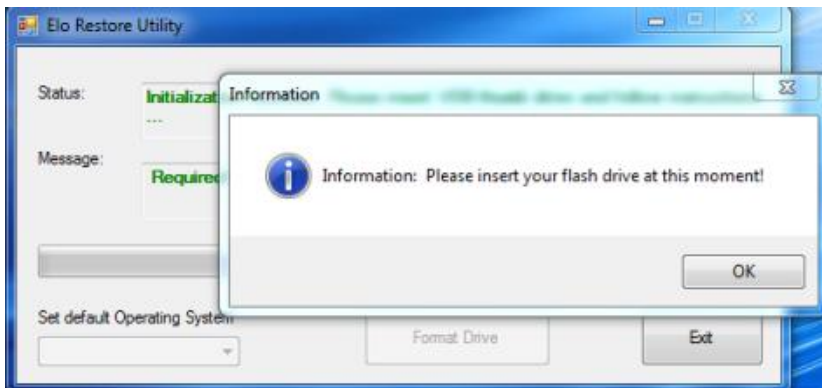 Elo Restore Utility
Status:
Initializat
---
Message:
Required
Information
Information: Please insert your flash drive at this moment!
OK
Set default Operating System
Format Drive
Exit